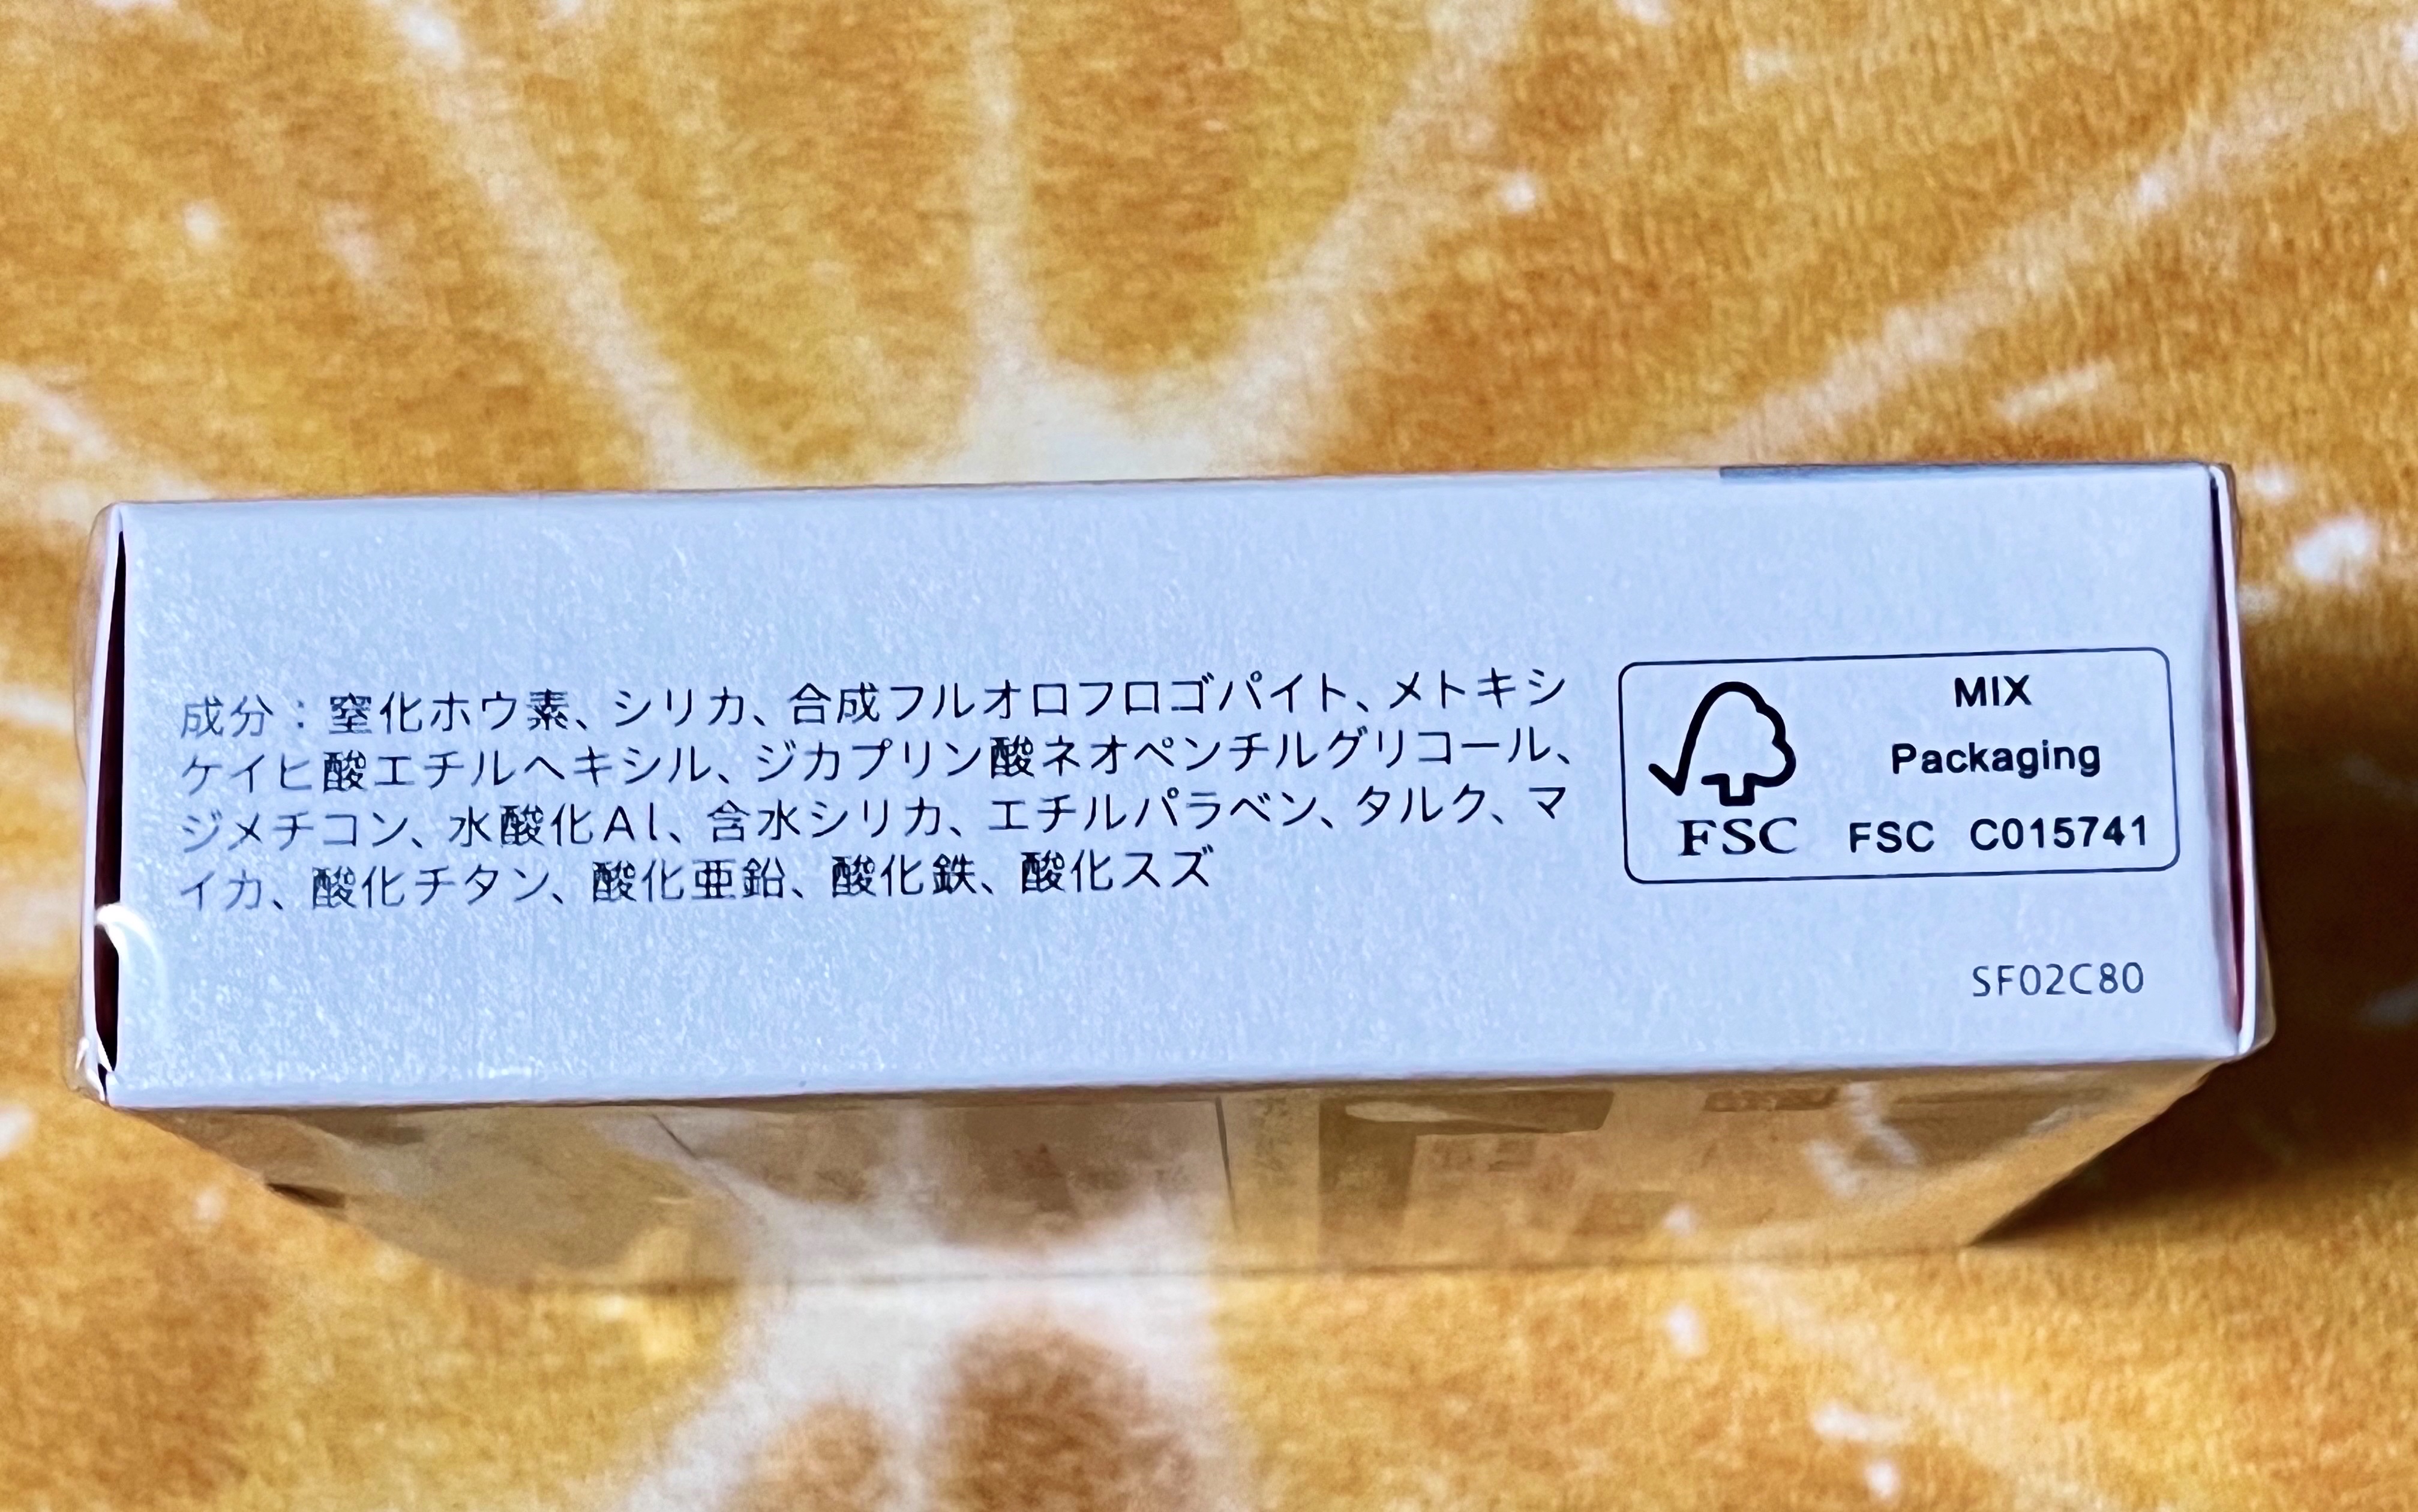 成分：窒化ホウ素、シリカ、合成フルオロフロゴパイト、メトキシ
ケイヒ酸エチルヘキシル、ジカプリン酸ネオペンチルグリコール、
ジメチコン、水酸化Al、含水シリカ、エチルパラベン、タルク、マ
イカ、酸化チタン、酸化亜鉛、酸化鉄、酸化スズ
FSC
MIX
Packaging
FSC C015741
SF02C80